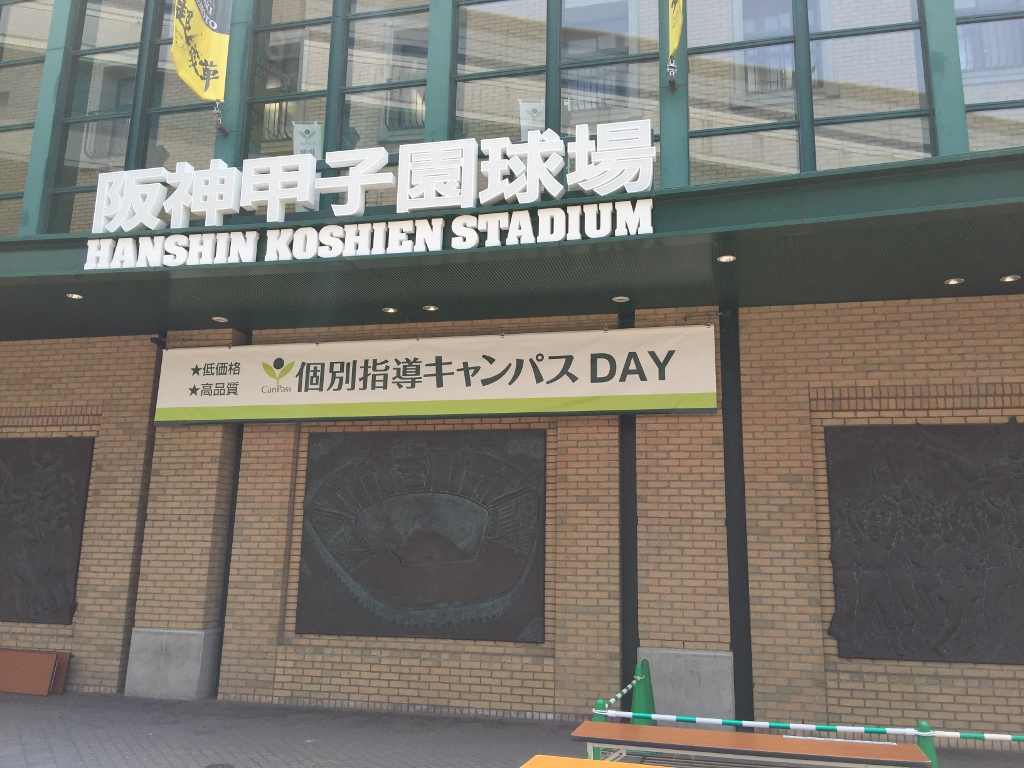 阪神甲子園球場
HANSHIN KOSHIEN STADIUM
★低価格
★高品質
CanPass
個別指導キャンパス DAY